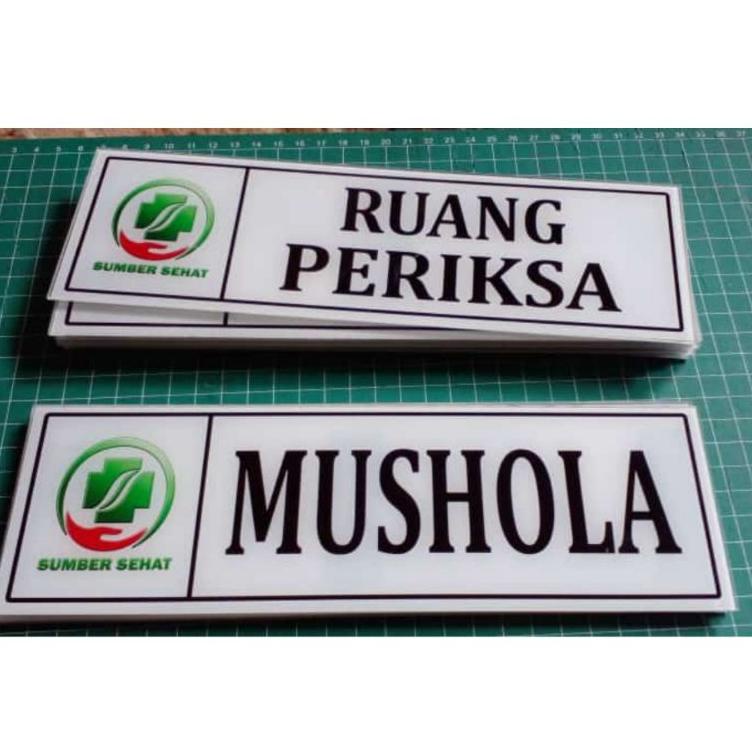 RUANG
PERIKSA
SUMBER SEHAT
MUSHOLA
SUMBER SEHAT